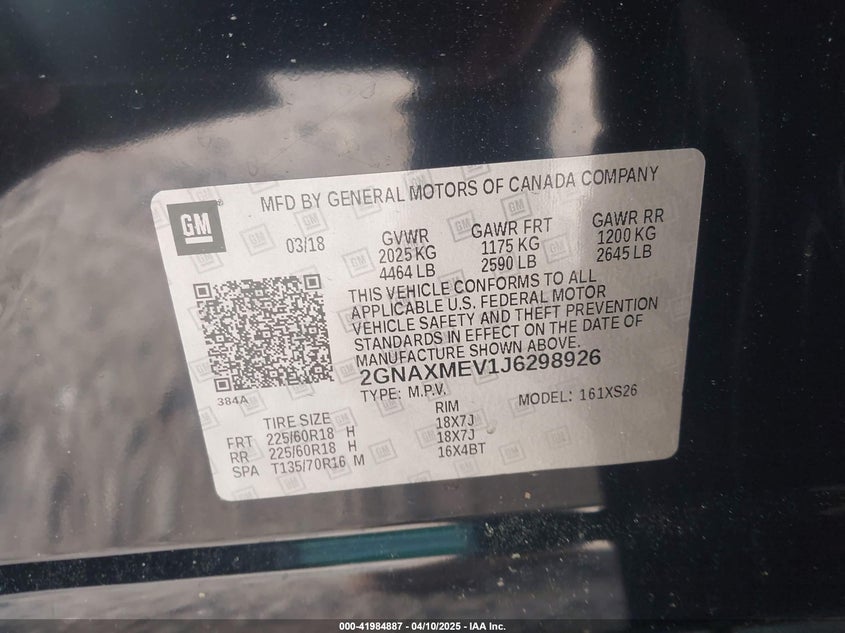 MFD BY GENERAL MOTORS OF CANADA COMPANY
GM
03/18
GVWR
2025 KG
4464 LB
GAWR FRT
1175 KG
2590 LB
GAWR RR
1200 KG
2645 LB
THIS VEHICLE CONFORMS TO ALL
APPLICABLE U.S. FEDERAL MOTOR
VEHICLE SAFETY AND THEFT PREVENTION
STANDARDS IN EFFECT ON THE DATE OF
MANUFACTURE SHOWN ABOVE.
2GNAXMEV1J6298926
TYPE: M.P.V.
MODEL: 161XS26
384A
TIRE SIZE RIM
FRT 225/60R18 H 18X7J
RR 225/60R18 H 18X7J
SPA T135/70R16 M 16X4BT
000-41984887 - 04/10/2025 - IAA Inc.